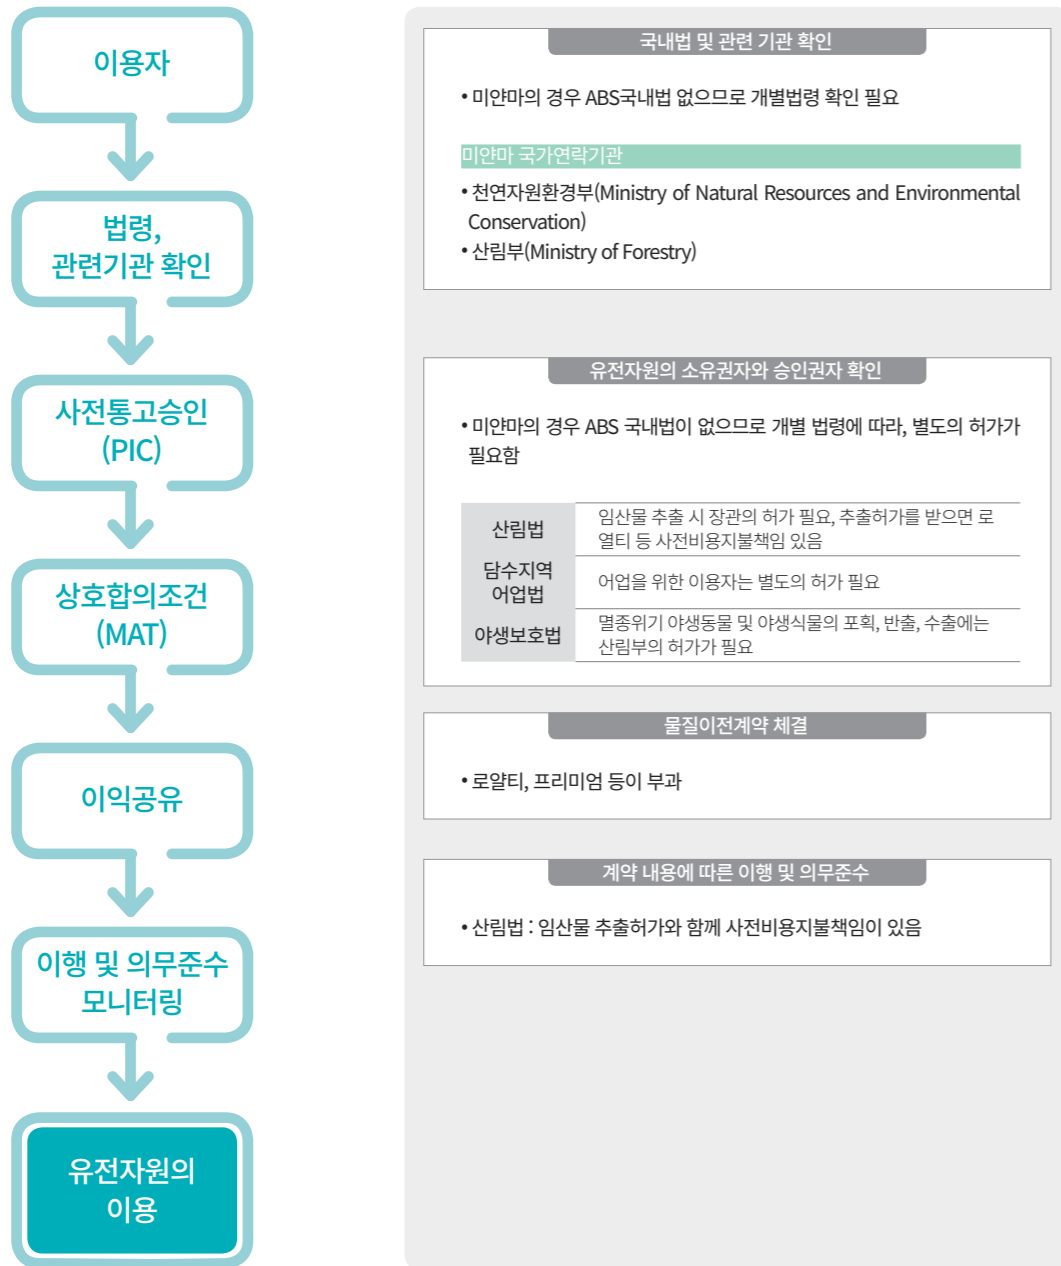 이용자
법령,
관련기관 확인
사전통고승인
(PIC)
상호합의조건
(MAT)
이익공유
이행 및 의무준수
모니터링
유전자원의
이용
국내법 및 관련 기관 확인
• 미얀마의 경우 ABS국내법 없으므로 개별법령 확인 필요
미얀마 국가연락기관
• 천연자원환경부(Ministry of Natural Resources and Environmental
Conservation)
• 산림부(Ministry of Forestry)
유전자원의 소유권자와 승인권자 확인
• 미얀마의 경우 ABS 국내법이 없으므로 개별 법령에 따라, 별도의 허가가
필요함
산림법
임산물 추출 시 장관의 허가 필요, 추출허가를 받으면 로
열티 등 사전비용지불책임 있음
담수지역
어업법
어업을 위한 이용자는 별도의 허가 필요
야생보호법
멸종위기 야생동물 및 야생식물의 포획, 반출, 수출에는
산림부의 허가가 필요
물질이전계약 체결
• 로얄티, 프리미엄 등이 부과
계약 내용에 따른 이행 및 의무준수
• 산림법 : 임산물 추출허가와 함께 사전비용지불책임이 있음